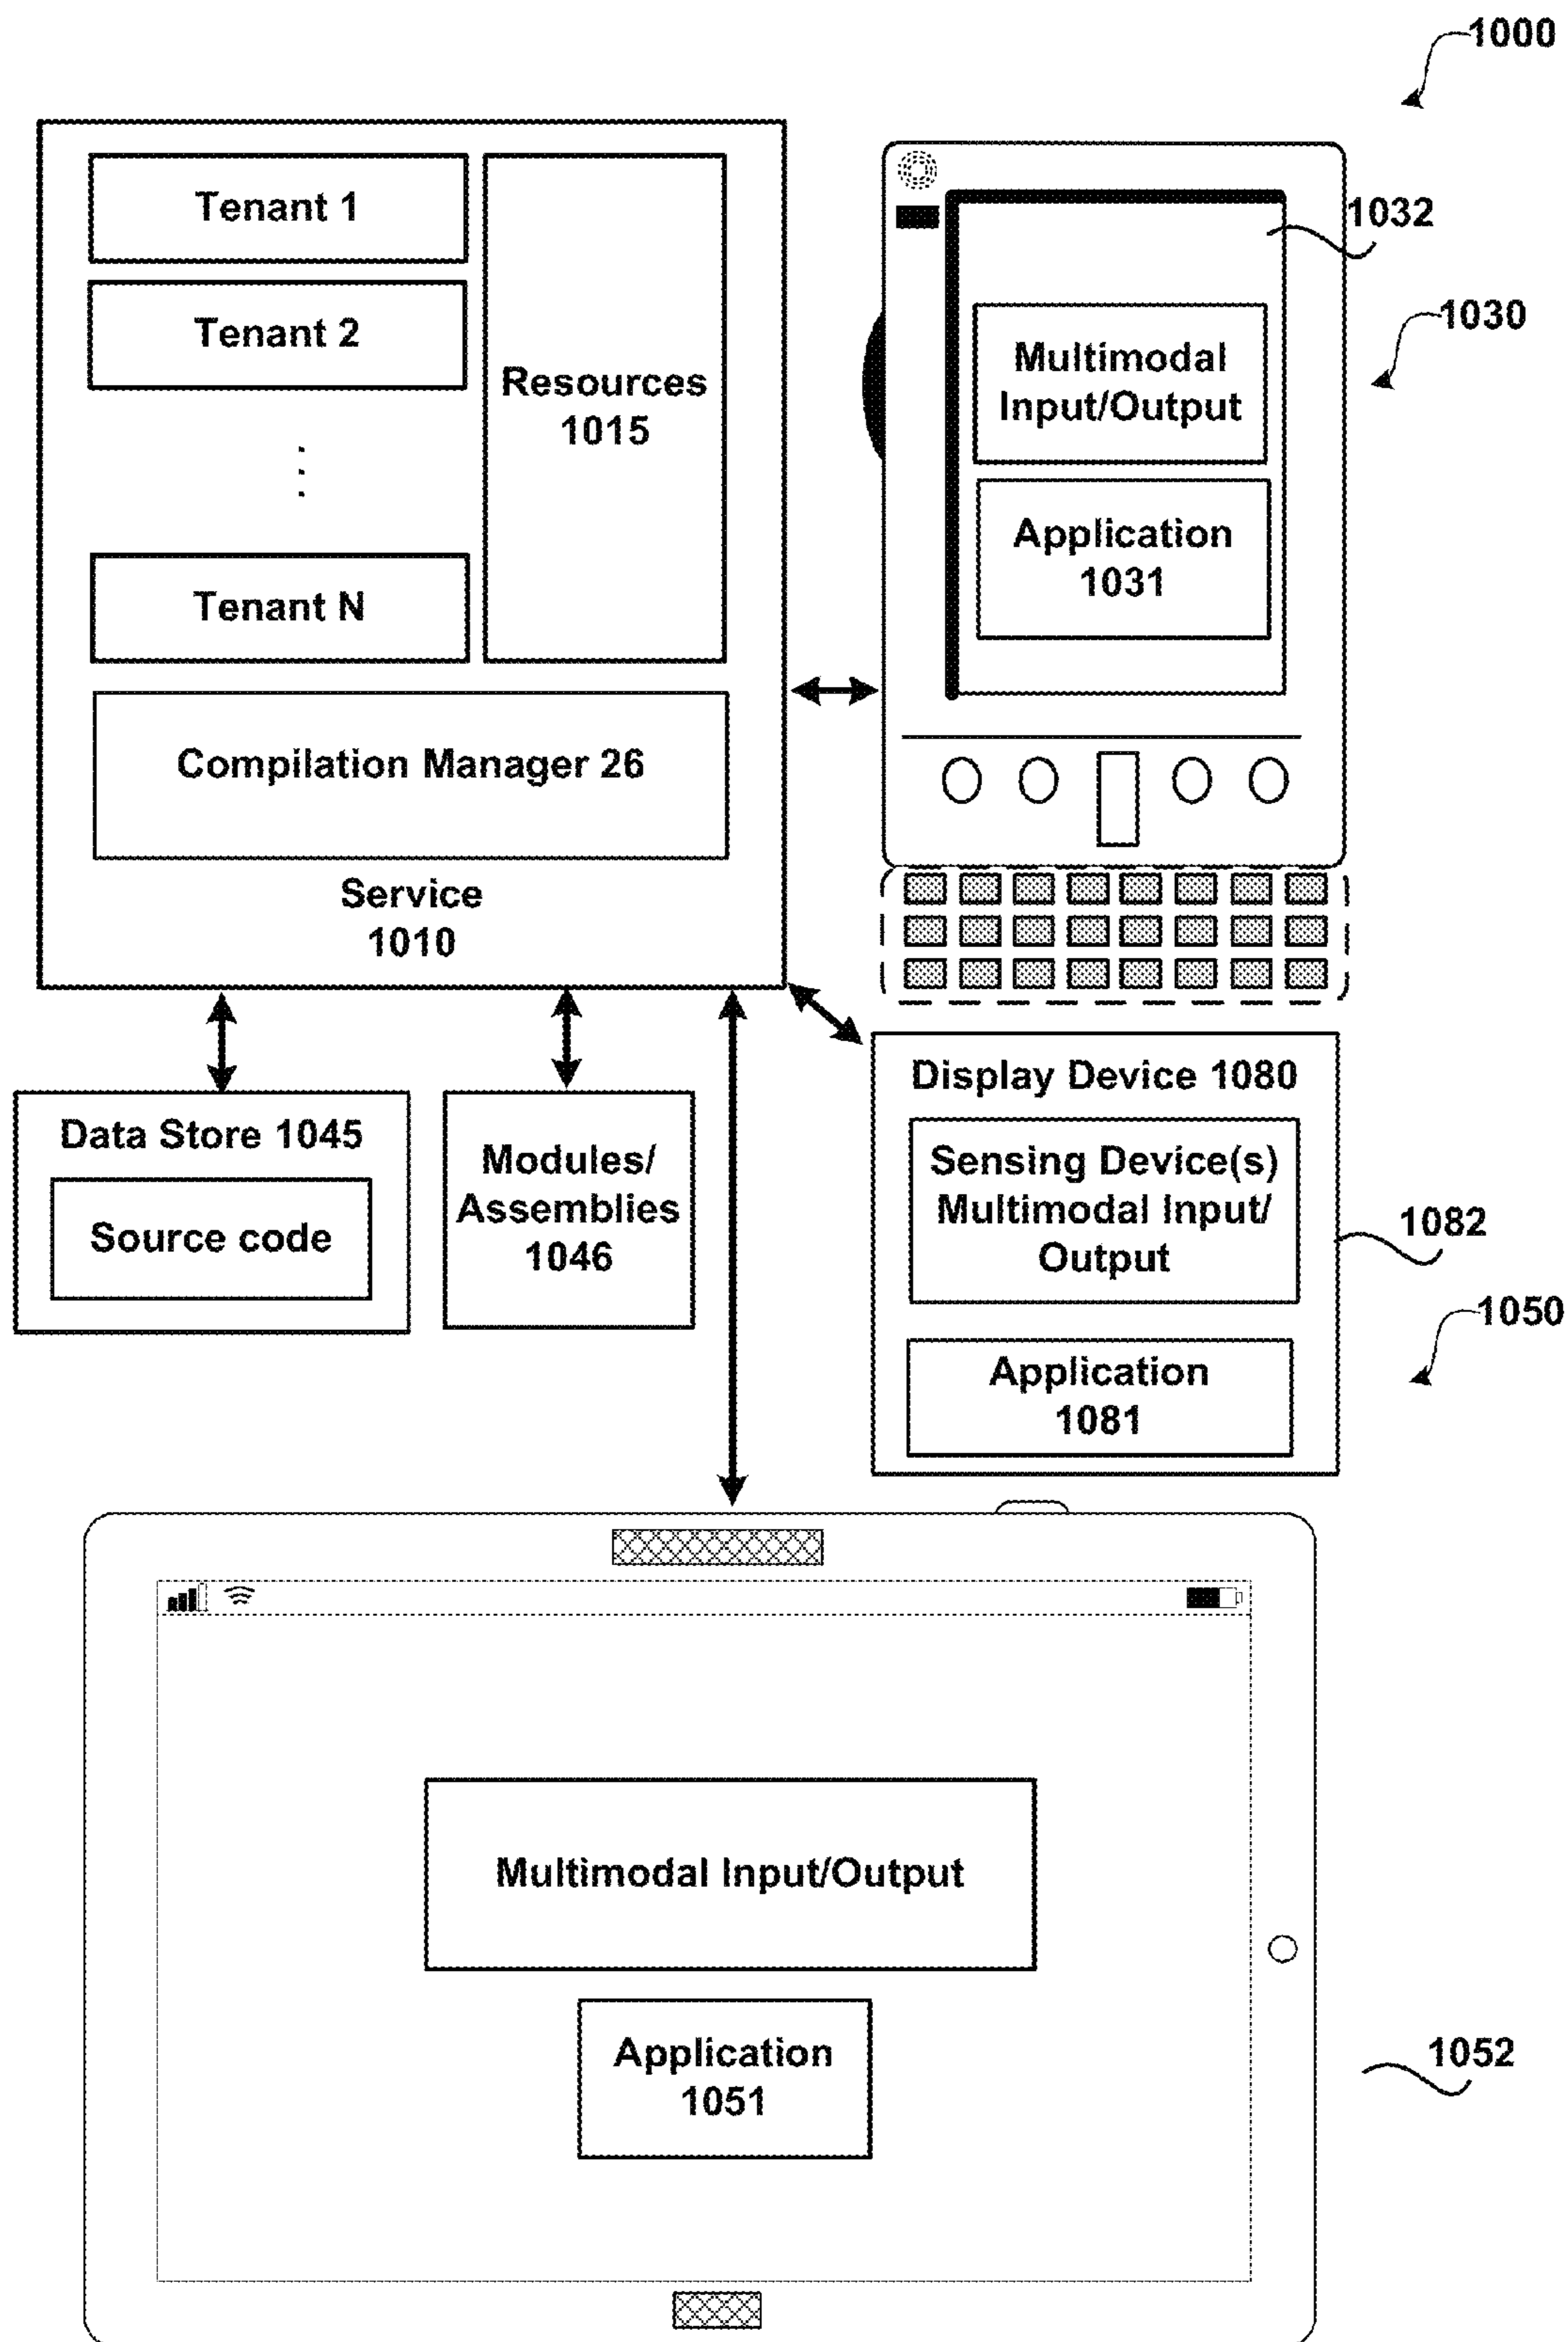 1000
Tenant 1
Tenant 2
Tenant N
Resources
1015
Compilation Manager 26
Service
1010
1032
1030
Multimodal
Input/Output
Application
1031
Data Store 1045
Source code
Modules/
Assemblies
1046
Display Device 1080
Sensing Device(s)
Multimodal Input/
Output
1082
Application
1081
1050
Multimodal Input/Output
Application
1051
1052